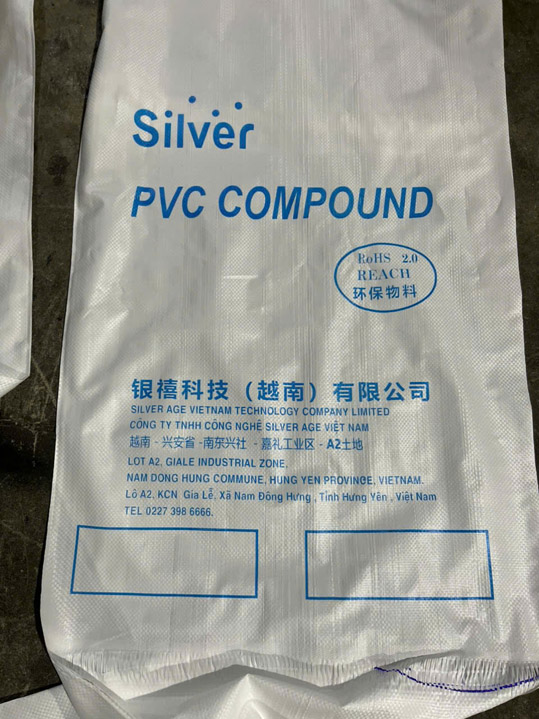 Silver
PVC COMPOUND
RoHS 2.0
REACH
环保物料
银禧科技（越南）有限公司
SILVER AGE VIETNAM TECHNOLOGY COMPANY LIMITED
CÔNG TY TNHH CÔNG NGHỆ SILVER AGE VIỆT NAM
越南 - 兴安省 -南东兴社 - 嘉礼工业区 - A2土地
LOT A2, GIALE INDUSTRIAL ZONE,
NAM DONG HUNG COMMUNE, HUNG YEN PROVINCE, VIETNAM.
Lô A2, KCN Gia Lễ, Xã Nam Đông Hưng , Tỉnh Hưng Yên , Việt Nam
TEL 0227 398 6666.